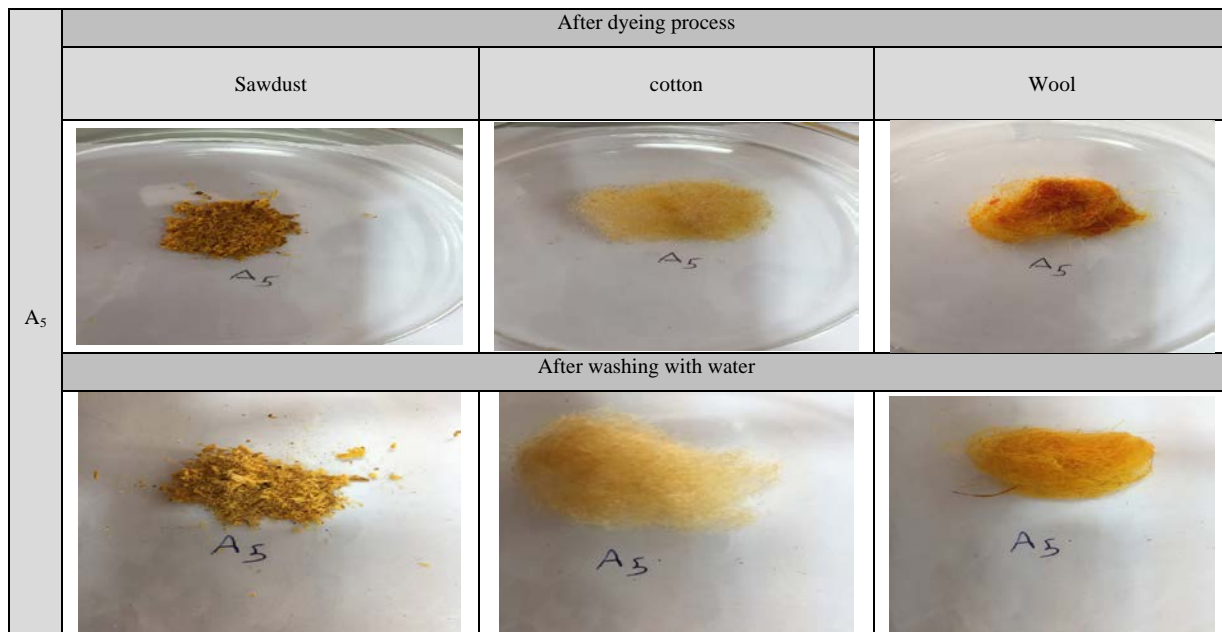 After dyeing process
Sawdust
cotton
Wool
A5
A5
A5
A₅
After washing with water
A5
A5
A5